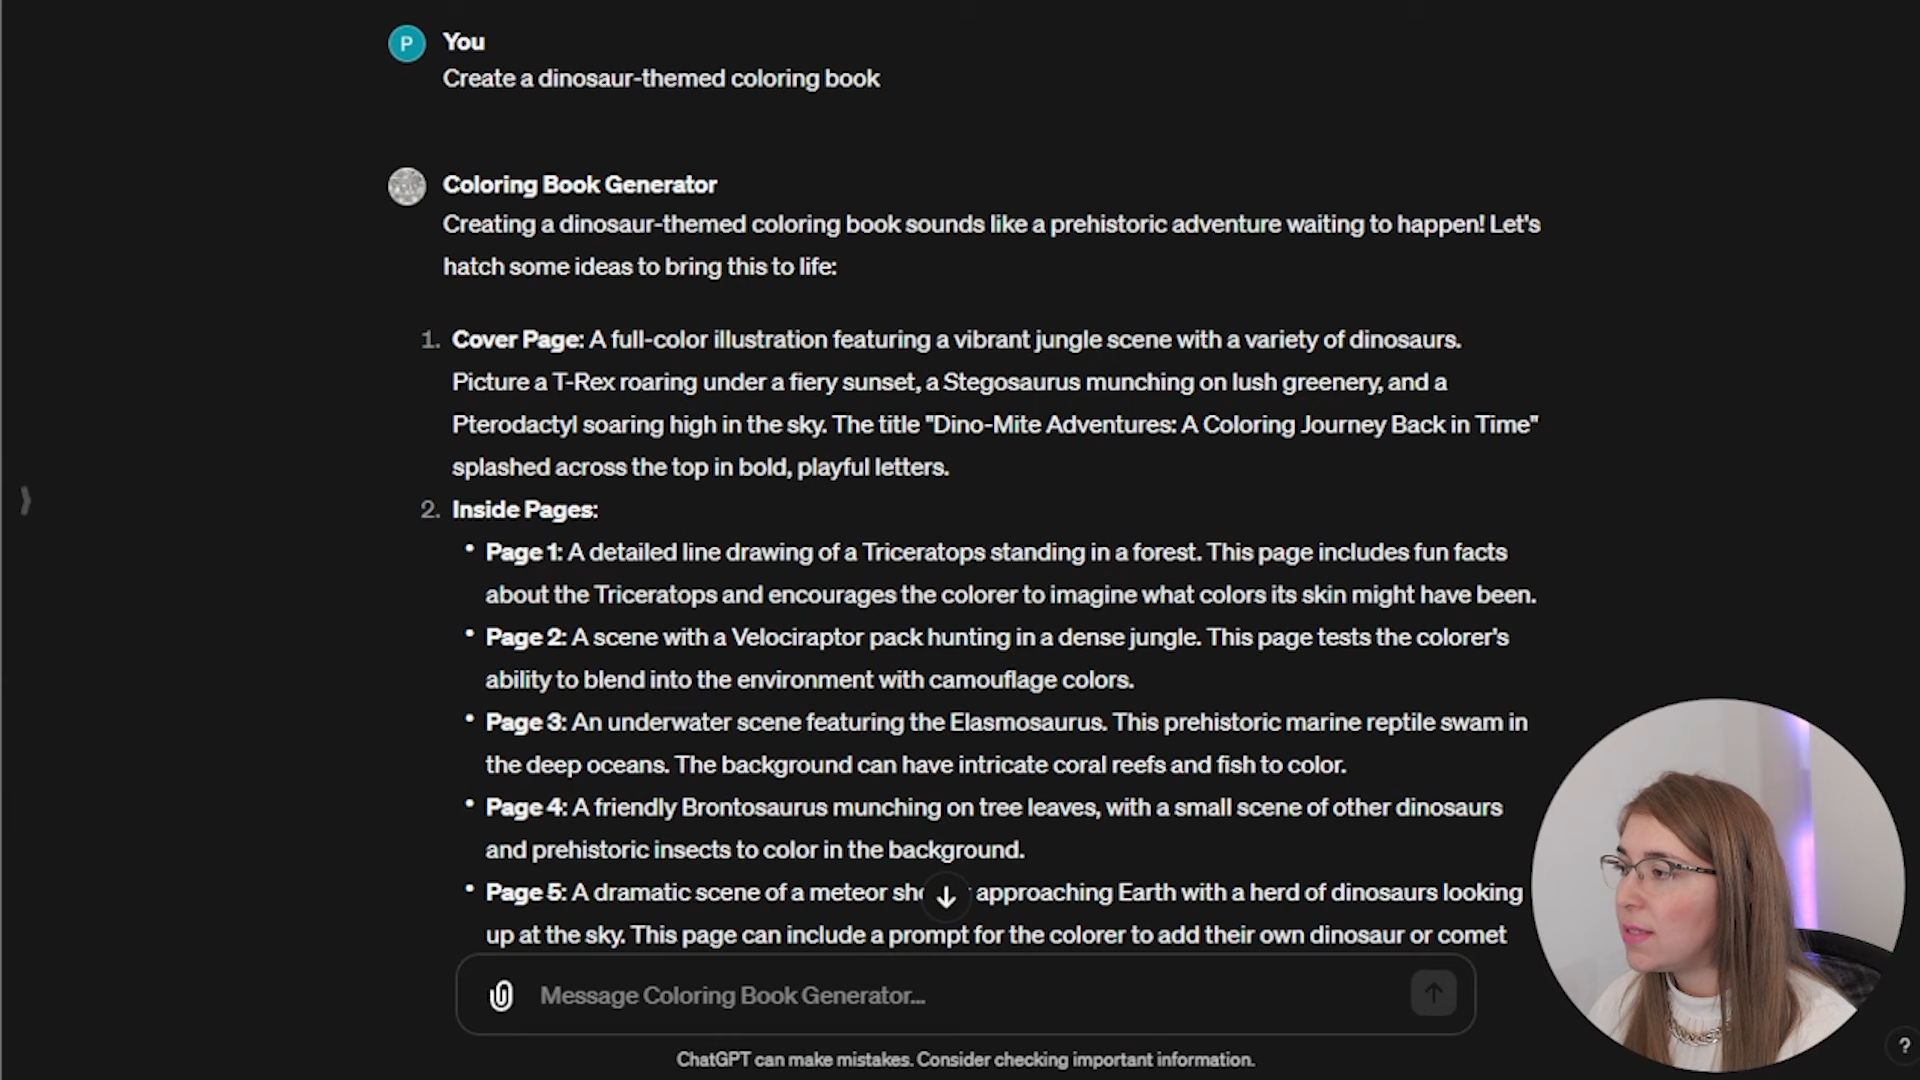 P You
Create a dinosaur-themed coloring book
Coloring Book Generator
Creating a dinosaur-themed coloring book sounds like a prehistoric adventure waiting to happen! Let's
hatch some ideas to bring this to life:
1. Cover Page: A full-color illustration featuring a vibrant jungle scene with a variety of dinosaurs.
Picture a T-Rex roaring under a fiery sunset, a Stegosaurus munching on lush greenery, and a
Pterodactyl soaring high in the sky. The title "Dino-Mite Adventures: A Coloring Journey Back in Time"
splashed across the top in bold, playful letters.
2. Inside Pages:
• Page 1: A detailed line drawing of a Triceratops standing in a forest. This page includes fun facts
about the Triceratops and encourages the colorer to imagine what colors its skin might have been.
• Page 2: A scene with a Velociraptor pack hunting in a dense jungle. This page tests the colorer's
ability to blend into the environment with camouflage colors.
• Page 3: An underwater scene featuring the Elasmosaurus. This prehistoric marine reptile swam in
the deep oceans. The background can have intricate coral reefs and fish to color.
• Page 4: A friendly Brontosaurus munching on tree leaves, with a small scene of other dinosaurs
and prehistoric insects to color in the background.
• Page 5: A dramatic scene of a meteor approaching Earth with a herd of dinosaurs looking
up at the sky. This page can include a prompt for the colorer to add their own dinosaur or comet
Message Coloring Book Generator...
ChatGPT can make mistakes. Consider checking important information.
?